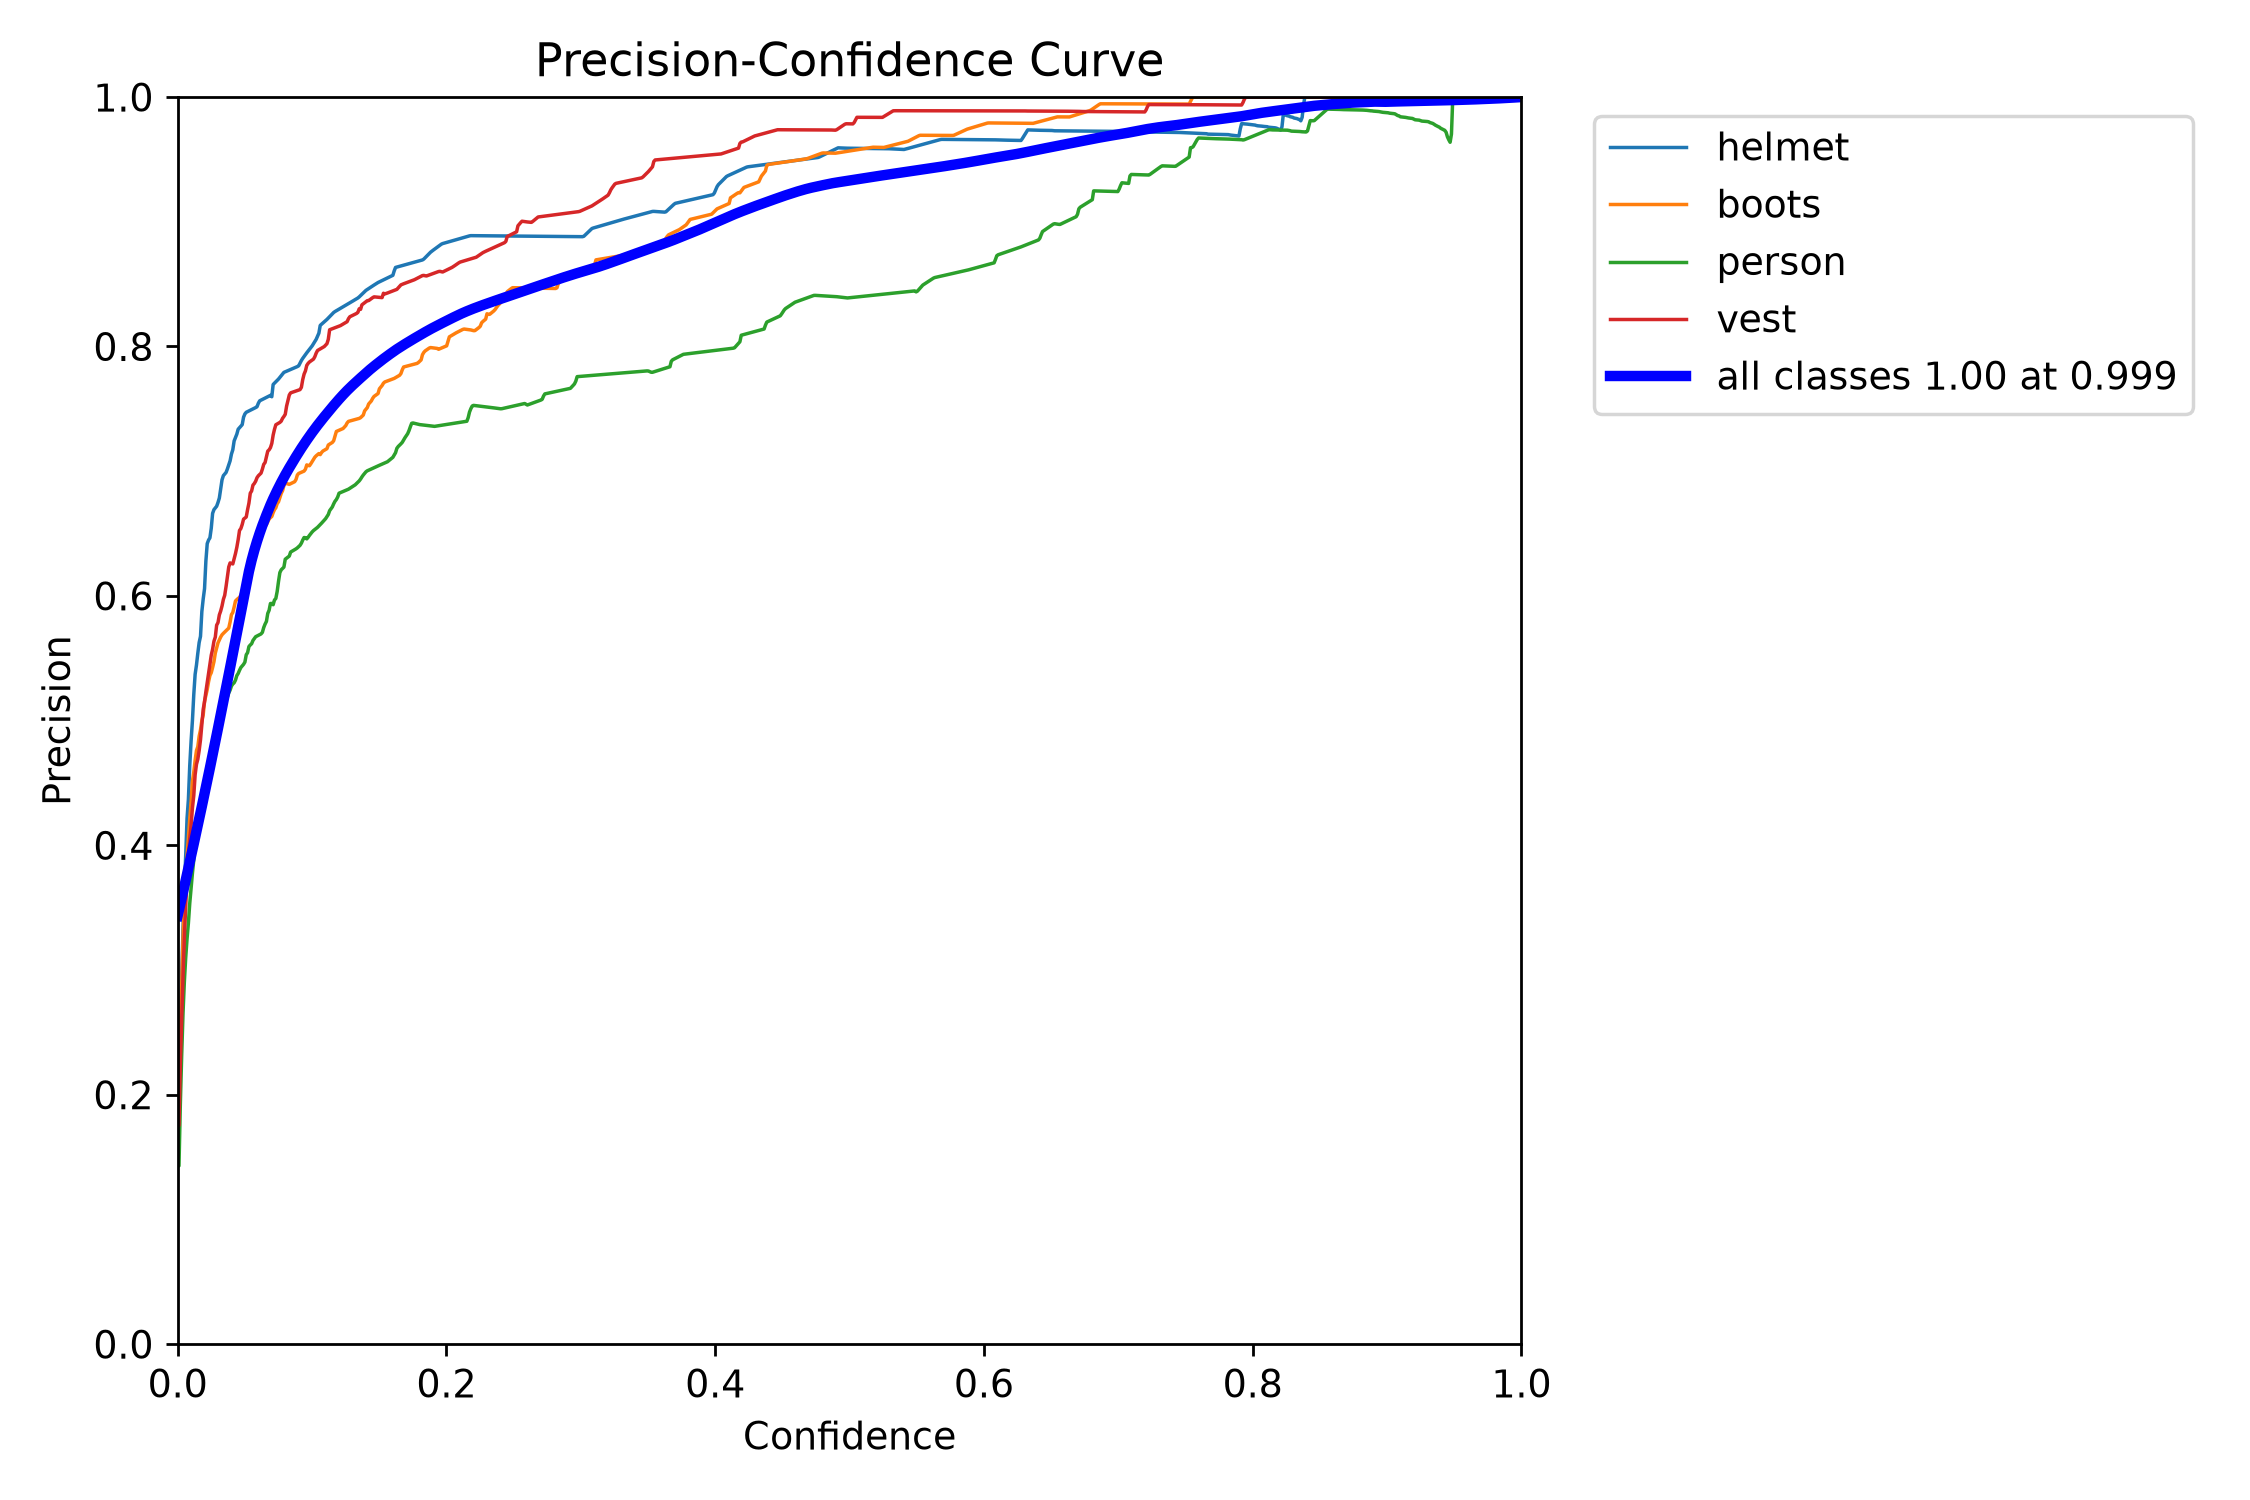 Precision-Confidence Curve
1.0
0.8
0.6
0.4
0.2
0.0
Precision
0.0 0.2 0.4 0.6 0.8 1.0
Confidence
helmet
boots
person
vest
all classes 1.00 at 0.999